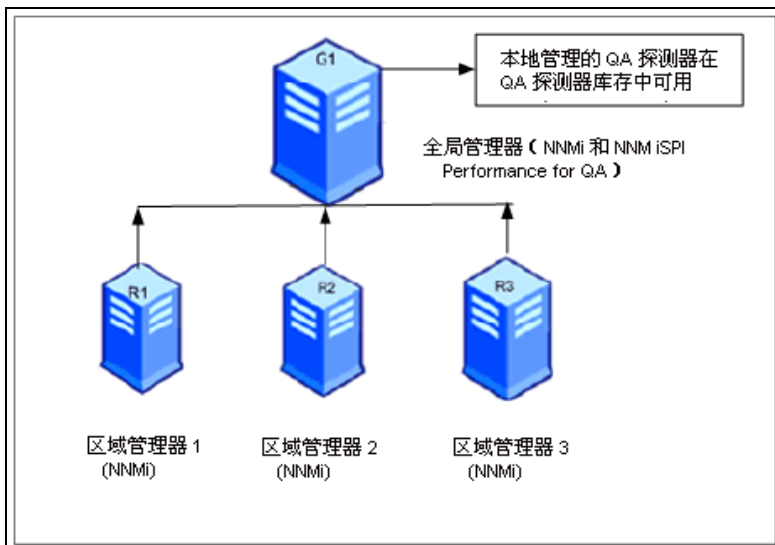 G1
本地管理的 QA 探测器在
QA 探测器库存中可用
全局管理器（NNMi 和 NNM iSPI
Performance for QA）
R1
R2
R3
区域管理器 1
(NNMi)
区域管理器 2
(NNMi)
区域管理器 3
(NNMi)